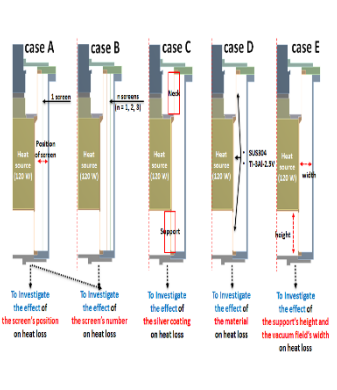 case A
case B
case C
case D
case E
1 screen
n screens
(n = 1, 2, 3)
Neck
Position
of screen
Heat
source
(120 W)
Heat
source
(120 W)
Heat
source
(120 W)
Heat
source
(120 W)
Heat
source
(120 W)
• SUS304
• Ti-3Al-2.5V
width
Support
height
To Investigate
the effect of
the screen's position
on heat loss
To Investigate
the effect of
the screen's number
on heat loss
To Investigate
the effect of
the silver coating
on heat loss
To Investigate
the effect of
the material
on heat loss
To Investigate
the effect of
the support's height and
the vacuum field's width
on heat loss